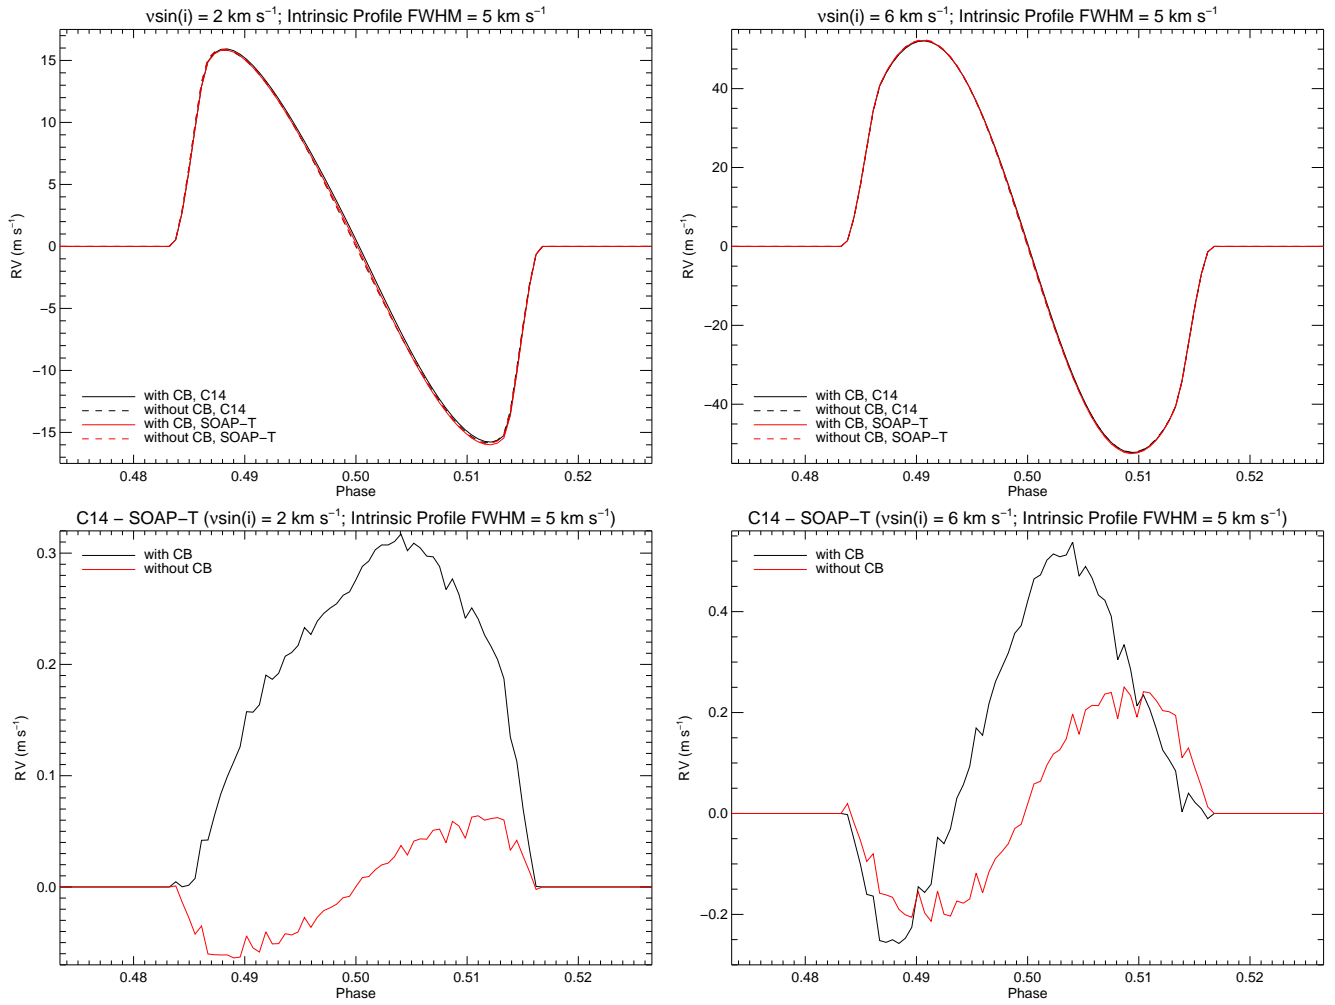 νsin(i) = 2 km s⁻¹; Intrinsic Profile FWHM = 5 km s⁻¹
15
10
5
0
−5
−10
−15
RV (m s⁻¹)
with CB, C14
without CB, C14
with CB, SOAP−T
without CB, SOAP−T
0.48
0.49
0.50
0.51
0.52
Phase
νsin(i) = 6 km s⁻¹; Intrinsic Profile FWHM = 5 km s⁻¹
40
20
0
−20
−40
RV (m s⁻¹)
with CB, C14
without CB, C14
with CB, SOAP−T
without CB, SOAP−T
0.48
0.49
0.50
0.51
0.52
Phase
C14 − SOAP−T (νsin(i) = 2 km s⁻¹; Intrinsic Profile FWHM = 5 km s⁻¹)
with CB
without CB
0.3
0.2
0.1
0.0
RV (m s⁻¹)
0.48
0.49
0.50
0.51
0.52
Phase
C14 − SOAP−T (νsin(i) = 6 km s⁻¹; Intrinsic Profile FWHM = 5 km s⁻¹)
with CB
without CB
0.4
0.2
0.0
−0.2
RV (m s⁻¹)
0.48
0.49
0.50
0.51
0.52
Phase